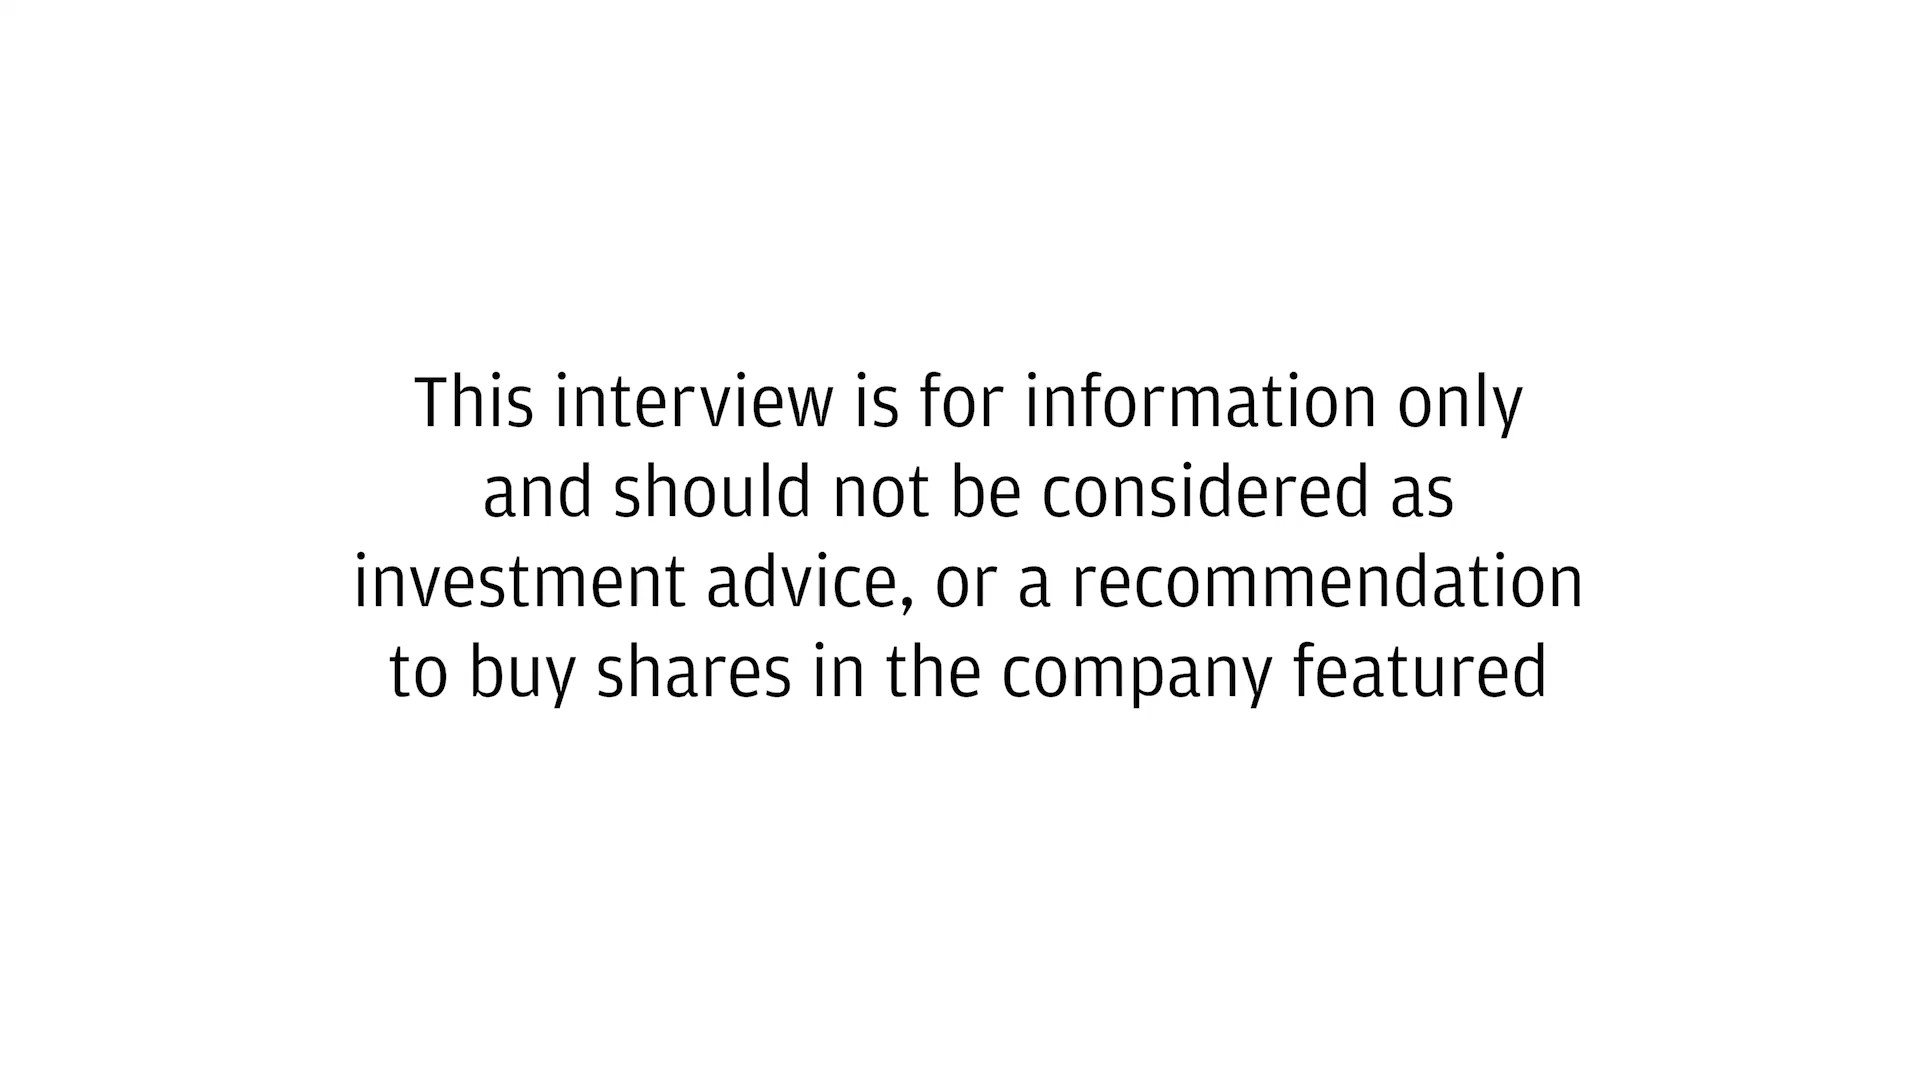 This interview is for information only
and should not be considered as
investment advice, or a recommendation
to buy shares in the company featured